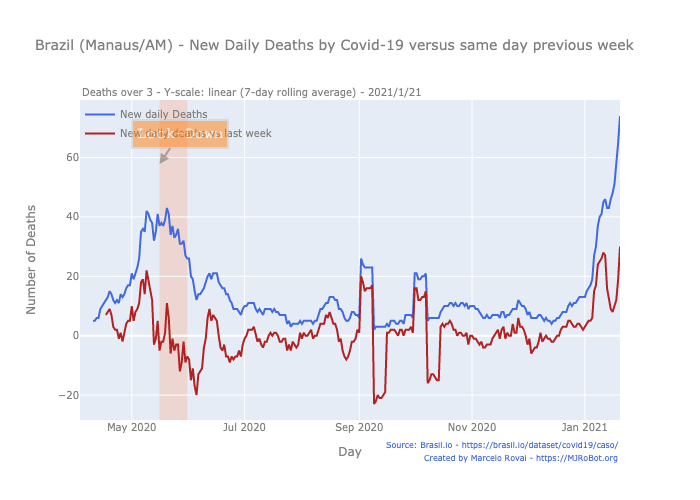 Brazil (Manaus/AM) - New Daily Deaths by Covid-19 versus same day previous week
Deaths over 3 - Y-scale: linear (7-day rolling average) - 2021/1/21
New daily Deaths
New daily deaths vs last week
Lock-Down
60
40
20
0
−20
Number of Deaths
May 2020
Jul 2020
Sep 2020
Nov 2020
Jan 2021
Day
Source: Brasil.io - https://brasil.io/dataset/covid19/caso/
Created by Marcelo Rovai - https://MJRoBot.org